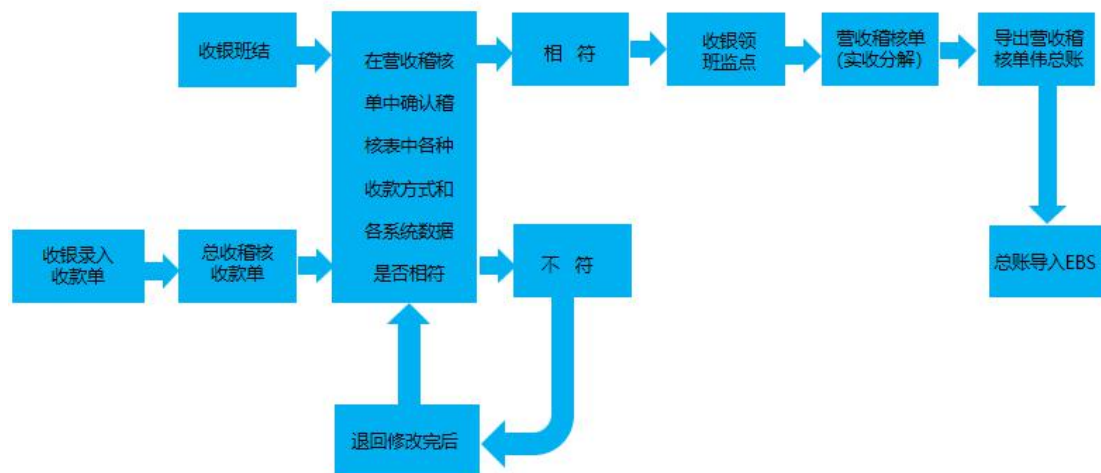 收银班结
在营收稽核
单中确认稽
核表中各种
收款方式和
各系统数据
是否相符
相 符
收银领
班监点
营收稽核单
(实收分解)
导出营收稽
核单伟总账
收银录入
收款单
总收稽核
收款单
不 符
总账导入EBS
退回修改完后